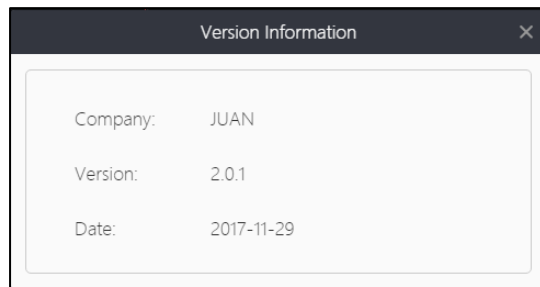 Version Information
Company: JUAN
Version: 2.0.1
Date: 2017-11-29